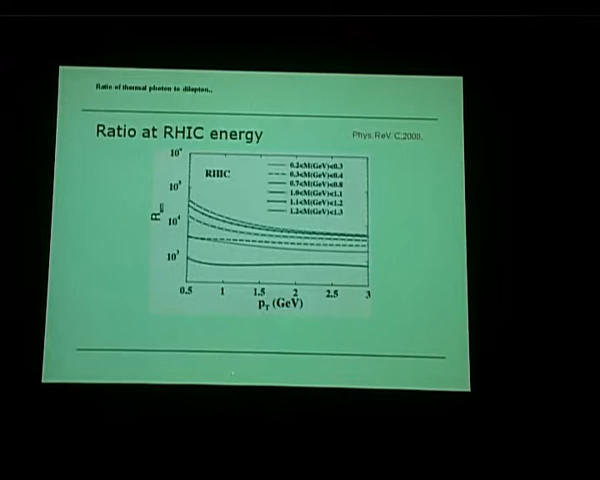 Ratio of thermal photon to dilepton..
Ratio at RHIC energy
Phys.Rev.C,2008,
RHIC
0.2<M(GeV)<0.3
0.3<M(GeV)<0.4
0.7<M(GeV)<0.8
1.0<M(GeV)<1.1
1.1<M(GeV)<1.2
1.2<M(GeV)<1.3
10⁶
10⁵
10⁴
10³
0.5 1 1.5 2 2.5 3
p_T (GeV)